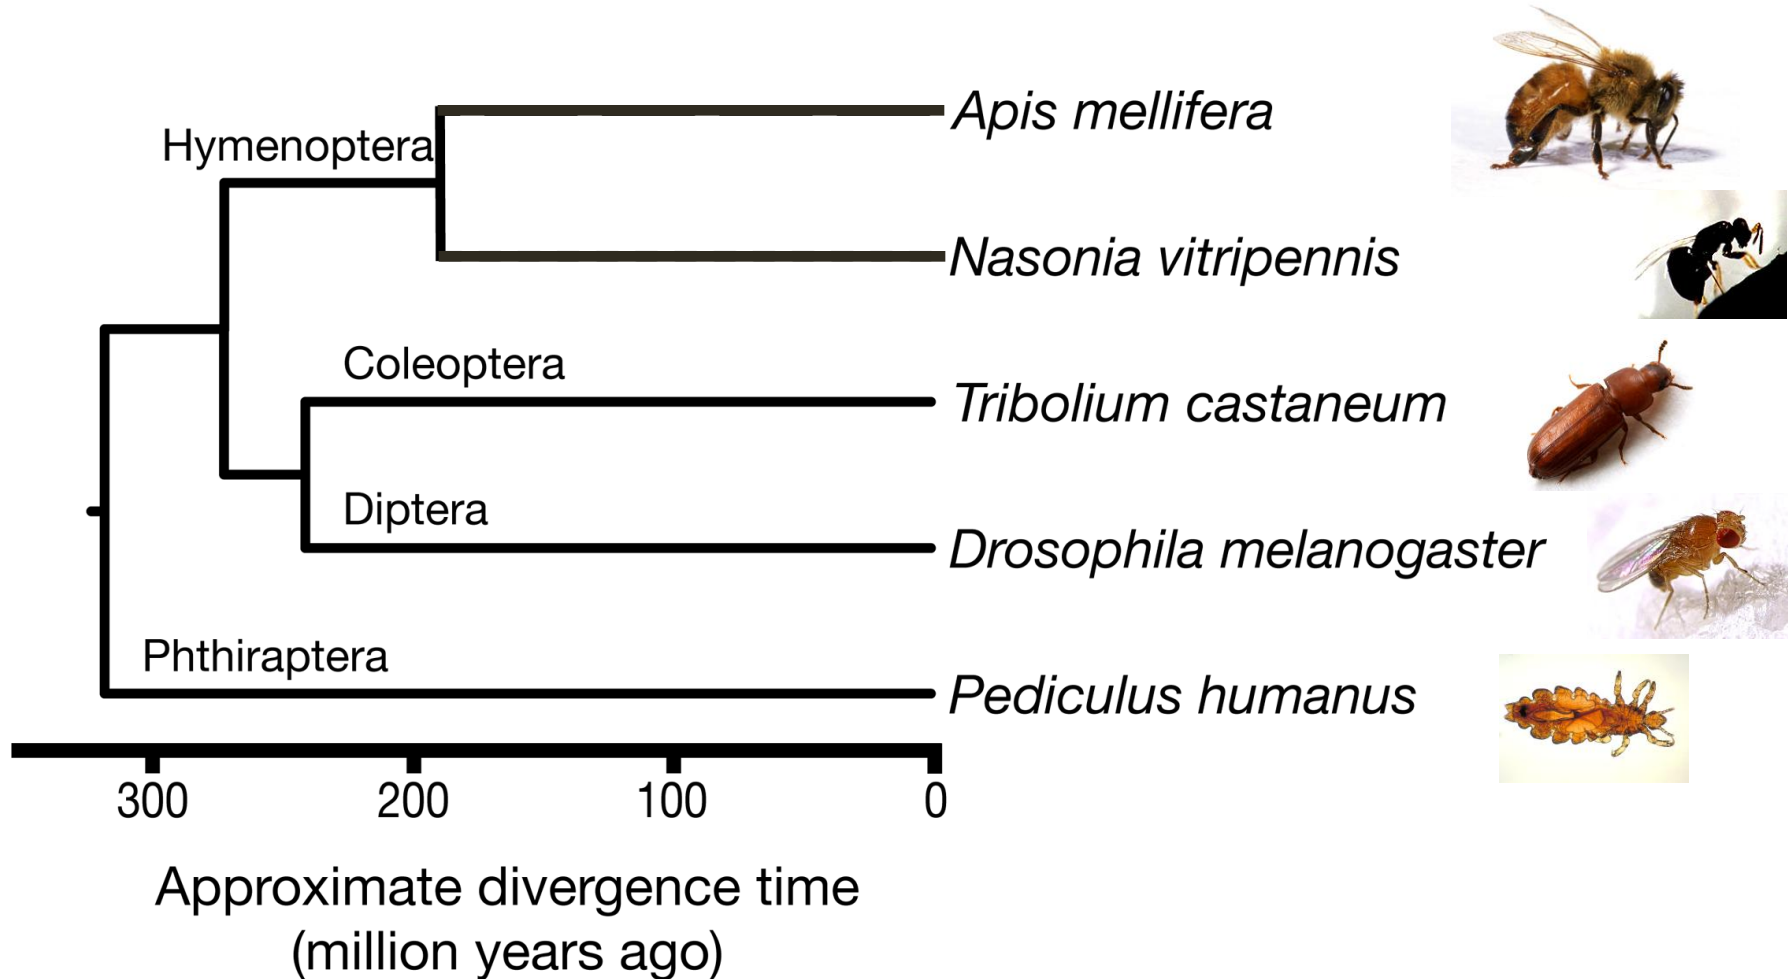 Apis mellifera
Hymenoptera
Nasonia vitripennis
Coleoptera
Tribolium castaneum
Diptera
Drosophila melanogaster
Phthiraptera
Pediculus humanus
300 200 100 0
Approximate divergence time
(million years ago)